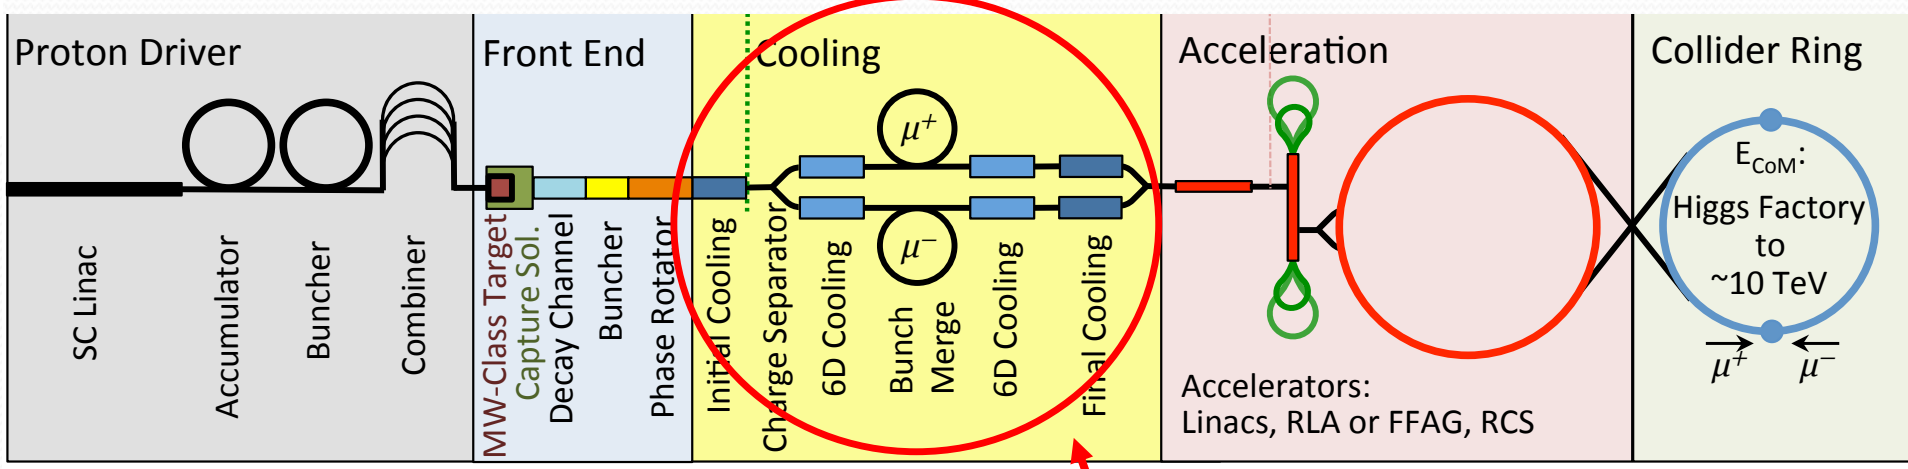 Proton Driver
Front End
Cooling
Acceleration
Collider Ring
SC Linac
Accumulator
Buncher
Combiner
MW-Class Target
Capture Sol.
Decay Channel
Buncher
Phase Rotator
Initial Cooling
Charge Separator
6D Cooling
μ+
μ−
Bunch
Merge
6D Cooling
Final Cooling
Accelerators:
Linacs, RLA or FFAG, RCS
ECoM:
Higgs Factory
to
~10 TeV
μ+ μ−